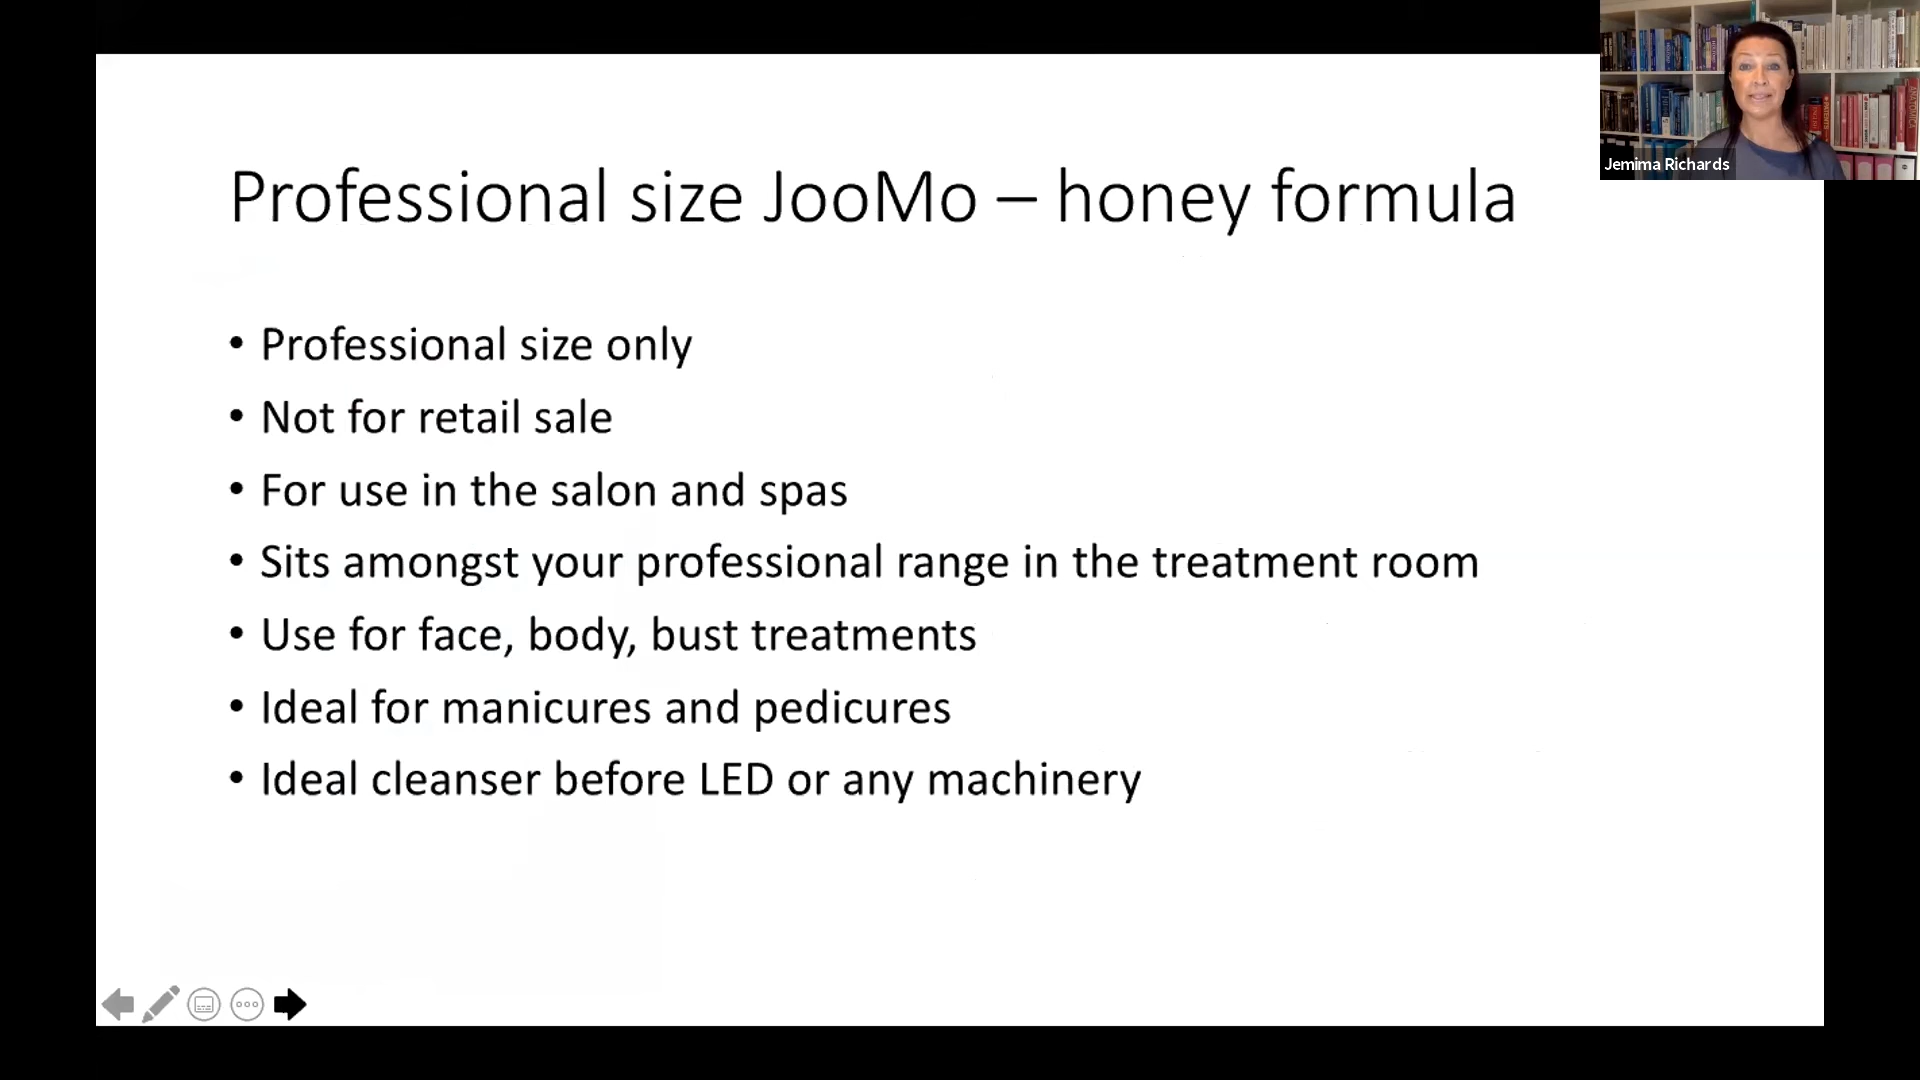 Professional size JooMo – honey formula
• Professional size only
• Not for retail sale
• For use in the salon and spas
• Sits amongst your professional range in the treatment room
• Use for face, body, bust treatments
• Ideal for manicures and pedicures
• Ideal cleanser before LED or any machinery
Jemima Richards
ANATOMICA